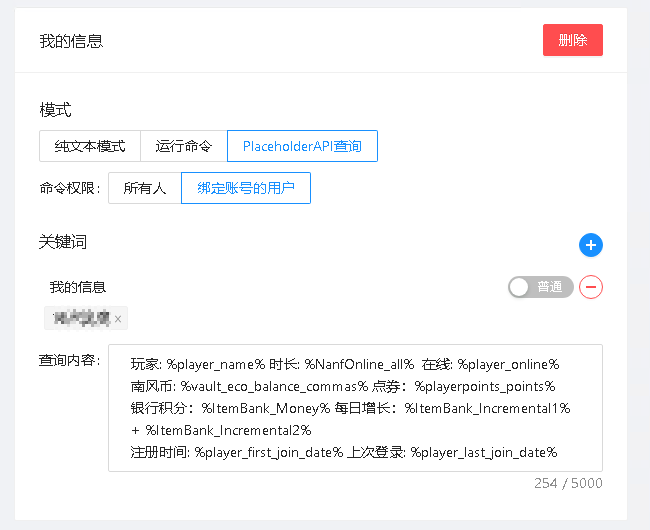 我的信息
删除
模式
纯文本模式 运行命令 PlaceholderAPI查询
命令权限： 所有人 绑定账号的用户
关键词
我的信息 普通
查询内容：
玩家: %player_name% 时长: %NanfOnline_all% 在线: %player_online%
南风币: %vault_eco_balance_commas% 点券：%playerpoints_points%
银行积分：%ItemBank_Money% 每日增长：%ItemBank_Incremental1%
+ %ItemBank_Incremental2%
注册时间: %player_first_join_date% 上次登录: %player_last_join_date%
254 / 5000